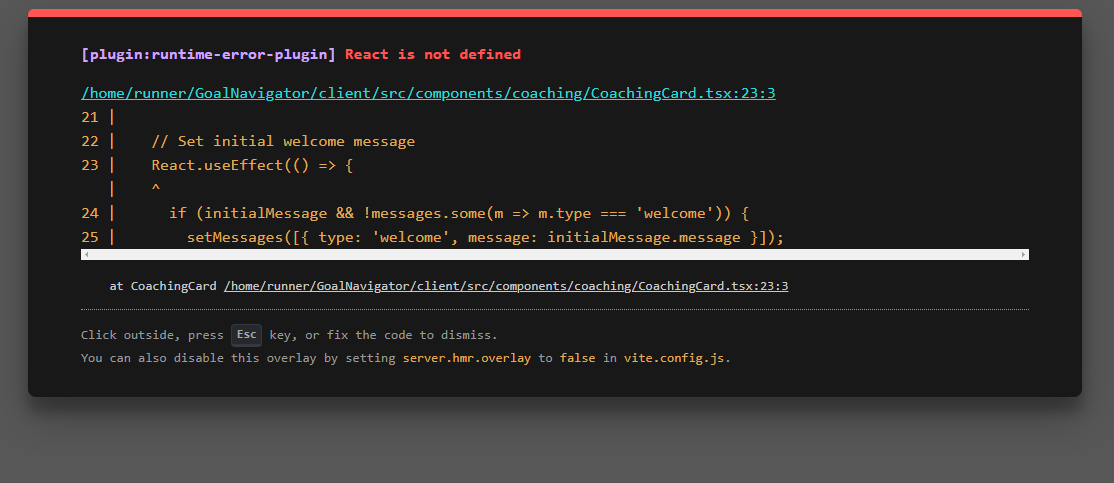 [plugin:runtime-error-plugin] React is not defined
/home/runner/GoalNavigator/client/src/components/coaching/CoachingCard.tsx:23:3
21 |
22 |    // Set initial welcome message
23 |    React.useEffect(() => {
   |    ^
24 |      if (initialMessage && !messages.some(m => m.type === 'welcome')) {
25 |        setMessages([{ type: 'welcome', message: initialMessage.message }]);
at CoachingCard /home/runner/GoalNavigator/client/src/components/coaching/CoachingCard.tsx:23:3
Click outside, press Esc key, or fix the code to dismiss.
You can also disable this overlay by setting server.hmr.overlay to false in vite.config.js.